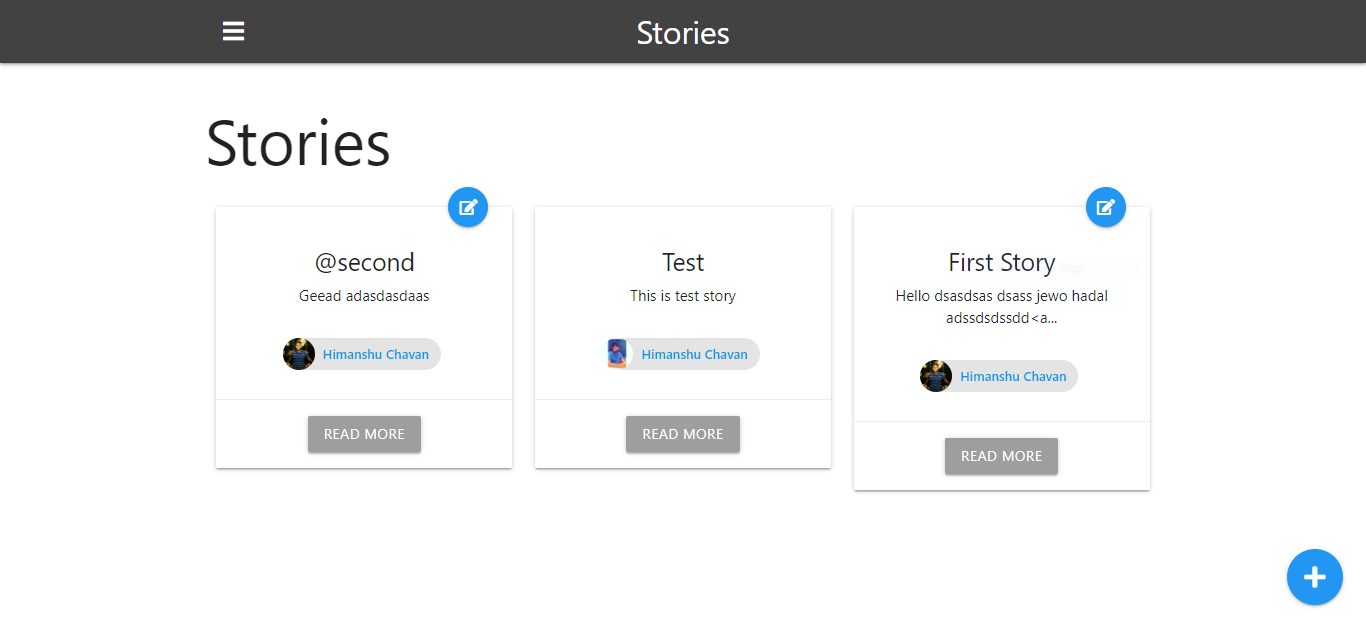 Stories
Stories
@second
Geead adasdasdaas
Himanshu Chavan
READ MORE
Test
This is test story
Himanshu Chavan
READ MORE
First Story
Hello dsasdsas dsass jewo hadal
adssdsdssdd<a...
Himanshu Chavan
READ MORE